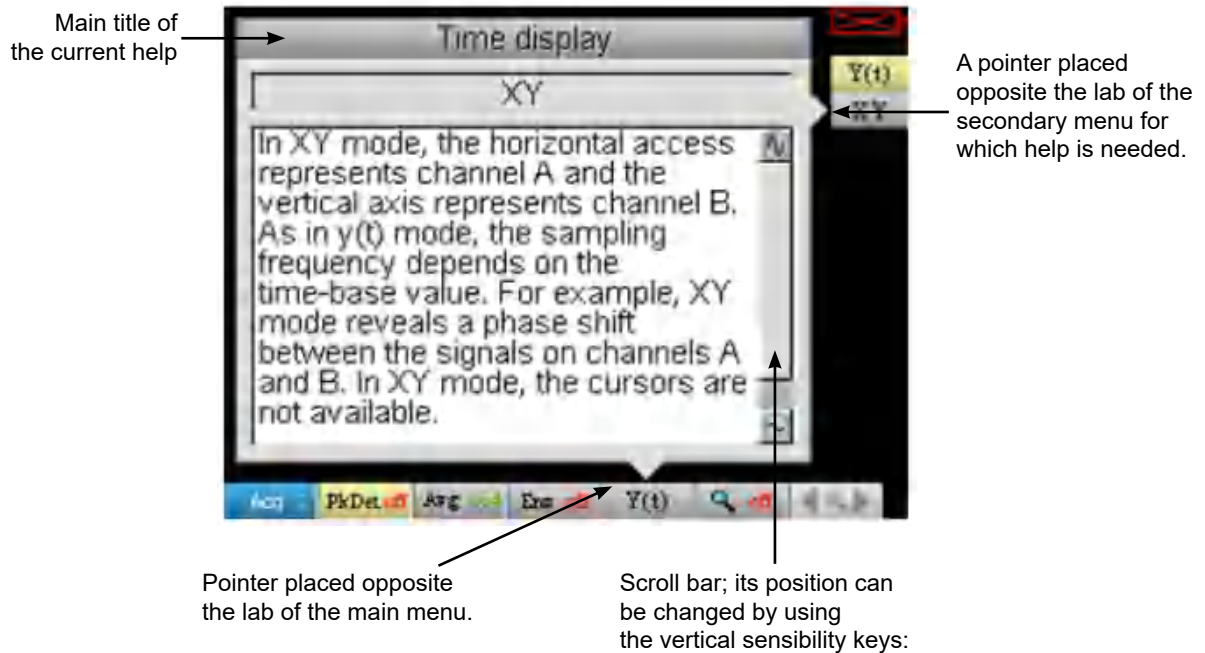 Main title of
the current help
Time display
XY
In XY mode, the horizontal access
represents channel A and the
vertical axis represents channel B.
As in y(t) mode, the sampling
frequency depends on the
time-base value. For example, XY
mode reveals a phase shift
between the signals on channels A
and B. In XY mode, the cursors are
not available.
Y(t)
XY
A pointer placed
opposite the lab of the
secondary menu for
which help is needed.
Acq PkDet off Avg Env off Y(t) off
Pointer placed opposite
the lab of the main menu.
Scroll bar; its position can
be changed by using
the vertical sensibility keys: